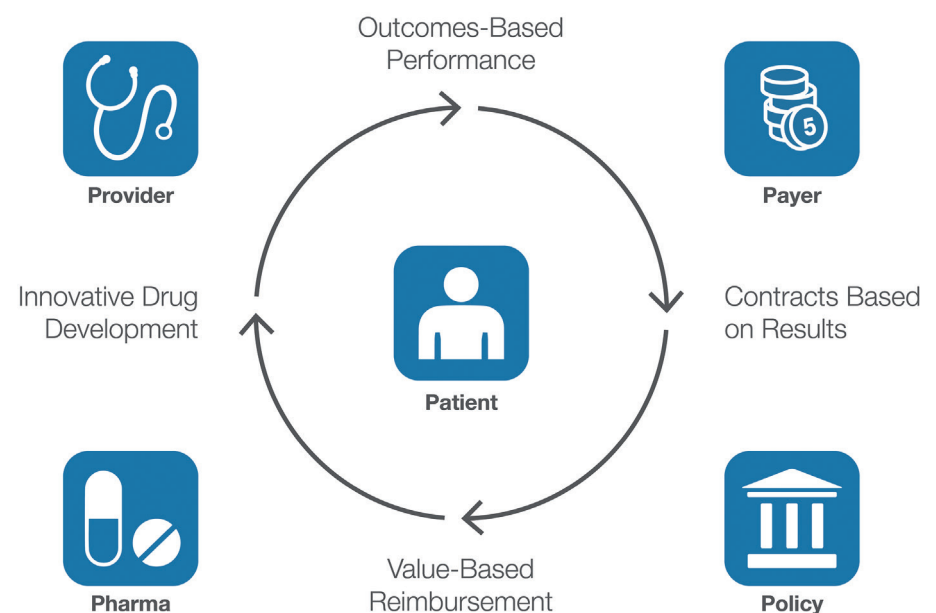 Outcomes-Based
Performance
Provider
5
Payer
Innovative Drug
Development
Contracts Based
on Results
Patient
Value-Based
Reimbursement
Pharma
Policy